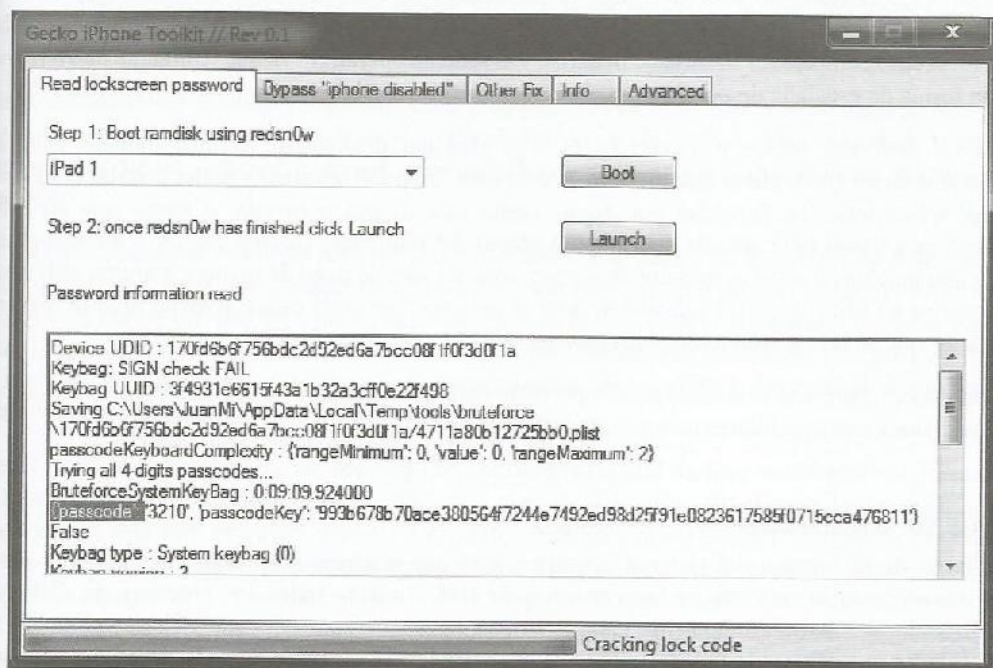 Gecko iPhone Toolkit // Rev 0.1
Read lockscreen password
Bypass "iphone disabled"
Other Fix
Info
Advanced
Step 1: Boot ramdisk using redsn0w
iPad 1
Boot
Step 2: once redsn0w has finished click Launch
Launch
Password information read
Device UDID : 170fd6b6f756bdc2d92ed6a7bcc08f1f0f3d0f1a
Keybag: SIGN check FAIL
Keybag UUID : 3f4931e6615f43a1b32a3cff0e22f498
Saving C:\Users\JuanMi\AppData\Local\Temp\tools\bruteforce
\170fd6b6f756bdc2d92ed6a7bcc08f1f0f3d0f1a/4711a80b12725bb0.plist
passcodeKeyboardComplexity : {'rangeMinimum': 0, 'value': 0, 'rangeMaximum': 2}
Trying all 4-digits passcodes...
BruteforceSystemKeyBag : 0:09:09.924000
{'passcode': '3210', 'passcodeKey': '993b678b70ace380564f7244e7492ed98d25f91e0823617585f0715cca476811'}
False
Keybag type : System keybag (0)
Keybag version : 2
Cracking lock code